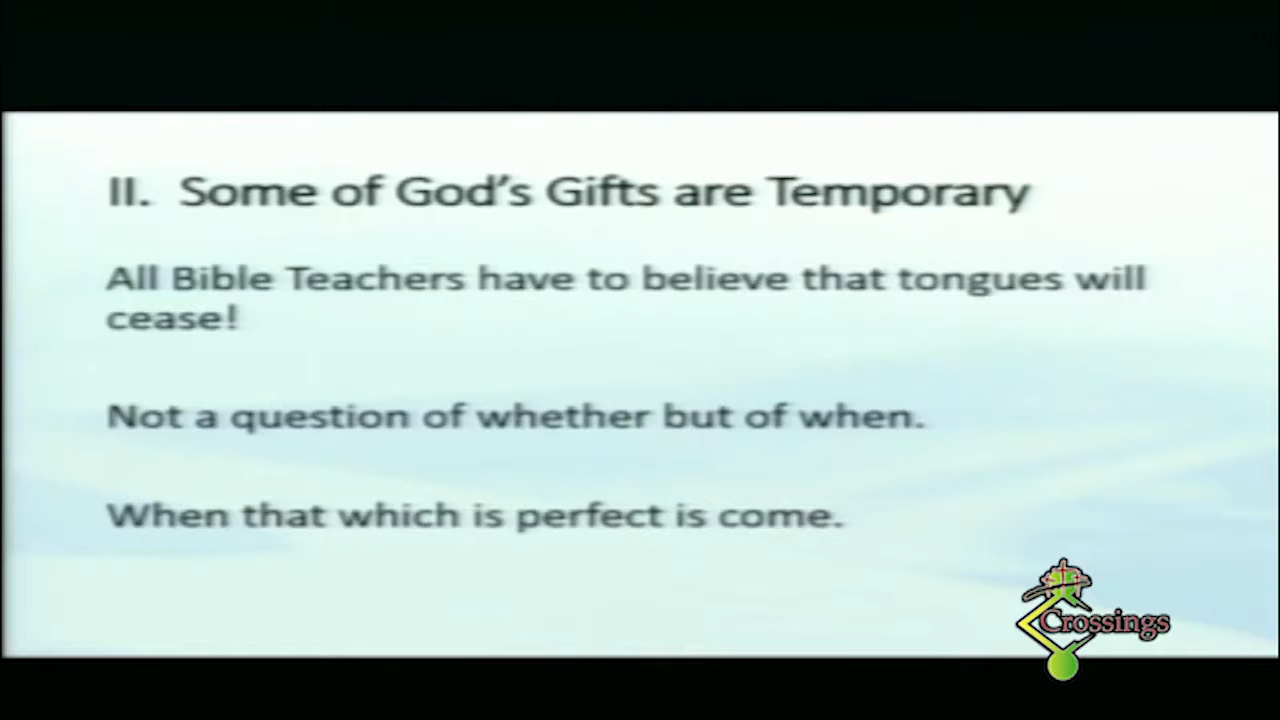 II. Some of God's Gifts are Temporary
All Bible Teachers have to believe that tongues will
cease!
Not a question of whether but of when.
When that which is perfect is come.
Crossings